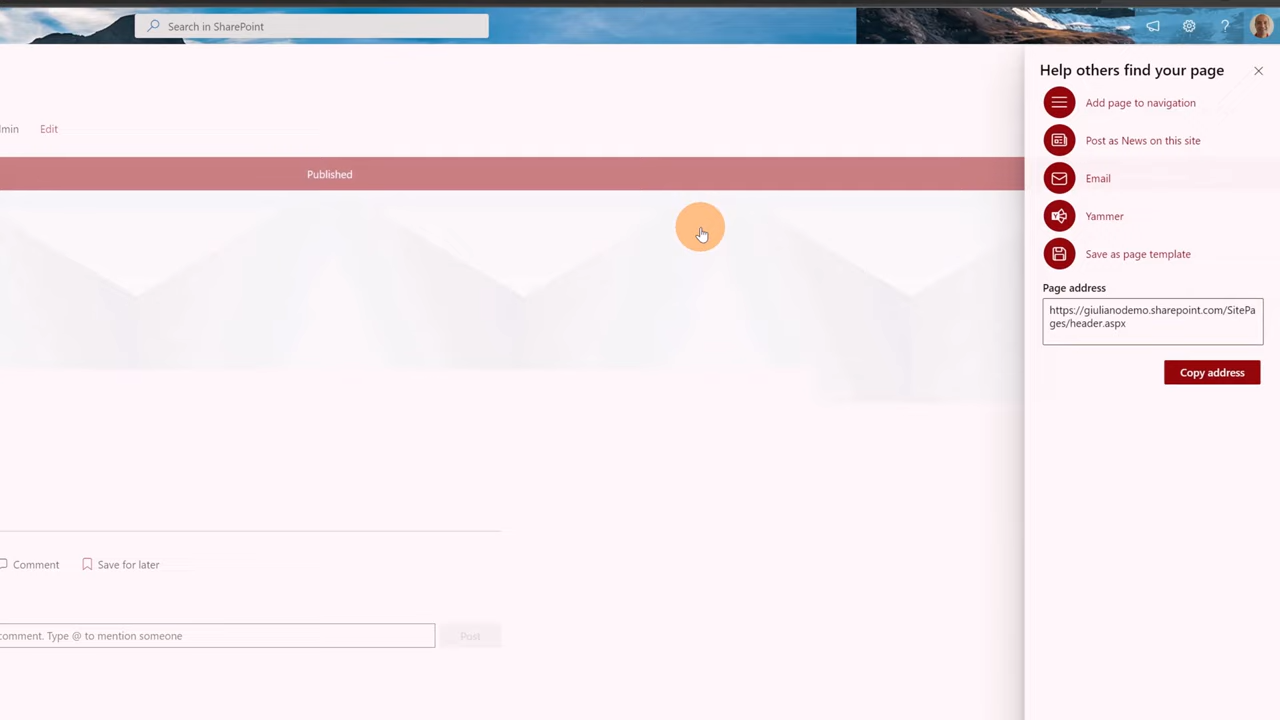 Search in SharePoint
?
Help others find your page
Add page to navigation
Edit
Post as News on this site
Published
Email
Yammer
Save as page template
Page address
https://giulianodemo.sharepoint.com/SitePa
ges/header.aspx
Copy address
Comment
Save for later
comment. Type @ to mention someone
Post